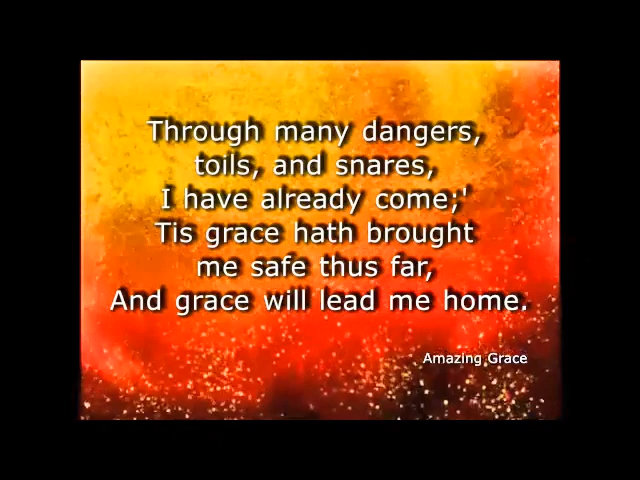 Through many dangers,
toils, and snares,
I have already come;'
Tis grace hath brought
me safe thus far,
And grace will lead me home.
Amazing Grace